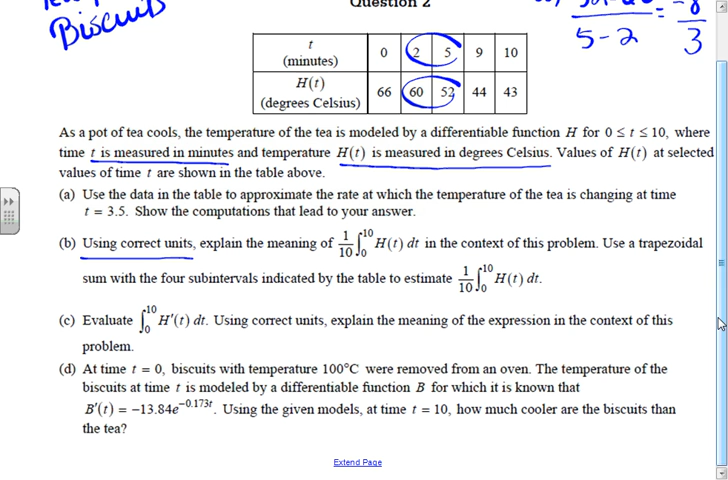 Question 2
Biscuits
5-2 = -8/3
t (minutes) 0 2 5 9 10
H(t) (degrees Celsius) 66 60 52 44 43
As a pot of tea cools, the temperature of the tea is modeled by a differentiable function H for 0 ≤ t ≤ 10, where
time t is measured in minutes and temperature H(t) is measured in degrees Celsius. Values of H(t) at selected
values of time t are shown in the table above.
(a) Use the data in the table to approximate the rate at which the temperature of the tea is changing at time
t = 3.5. Show the computations that lead to your answer.
(b) Using correct units, explain the meaning of 1/10 ∫₀¹⁰ H(t) dt in the context of this problem. Use a trapezoidal
sum with the four subintervals indicated by the table to estimate 1/10 ∫₀¹⁰ H(t) dt.
(c) Evaluate ∫₀¹⁰ H′(t) dt. Using correct units, explain the meaning of the expression in the context of this
problem.
(d) At time t = 0, biscuits with temperature 100°C were removed from an oven. The temperature of the
biscuits at time t is modeled by a differentiable function B for which it is known that
B′(t) = −13.84e^(−0.173t). Using the given models, at time t = 10, how much cooler are the biscuits than
the tea?
Extend Page